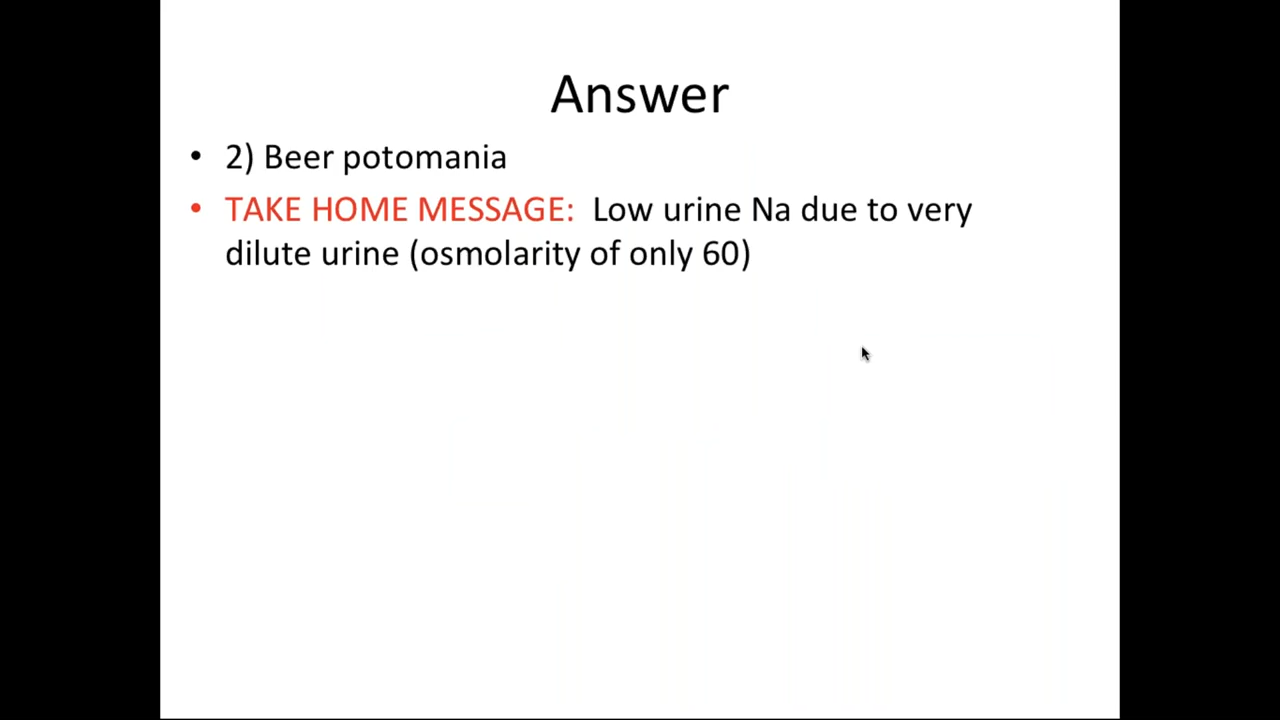 Answer
• 2) Beer potomania
• TAKE HOME MESSAGE:  Low urine Na due to very
dilute urine (osmolarity of only 60)